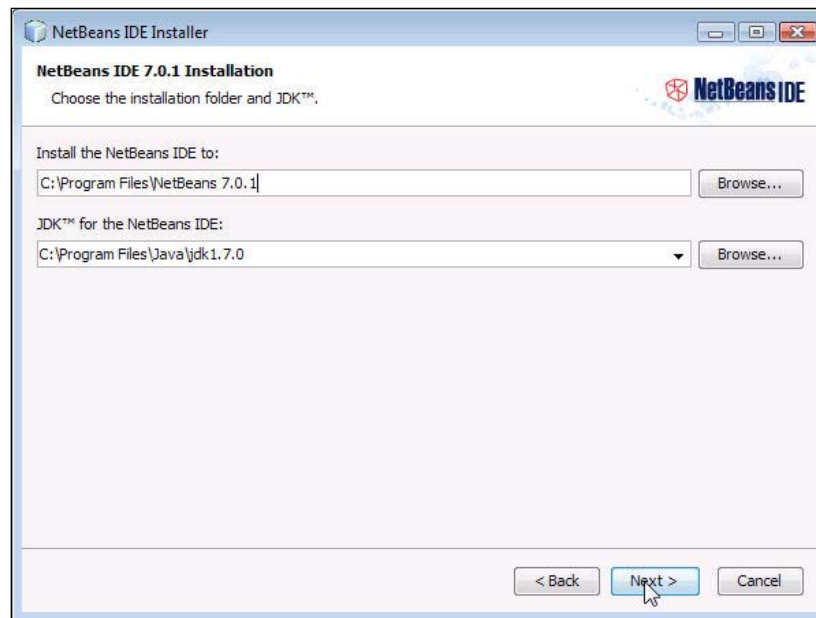 NetBeans IDE Installer
NetBeans IDE 7.0.1 Installation
Choose the installation folder and JDK™.
NetBeans IDE
Install the NetBeans IDE to:
C:\Program Files\NetBeans 7.0.1
Browse...
JDK™ for the NetBeans IDE:
C:\Program Files\Java\jdk1.7.0
Browse...
< Back Next > Cancel